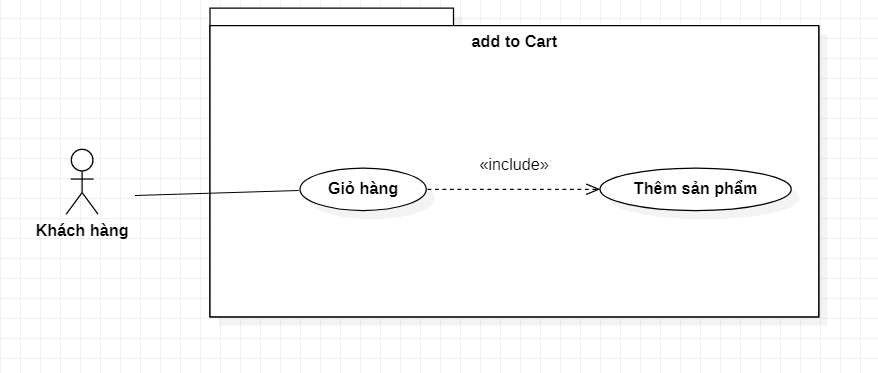 add to Cart
«include»
Giỏ hàng
Thêm sản phẩm
Khách hàng